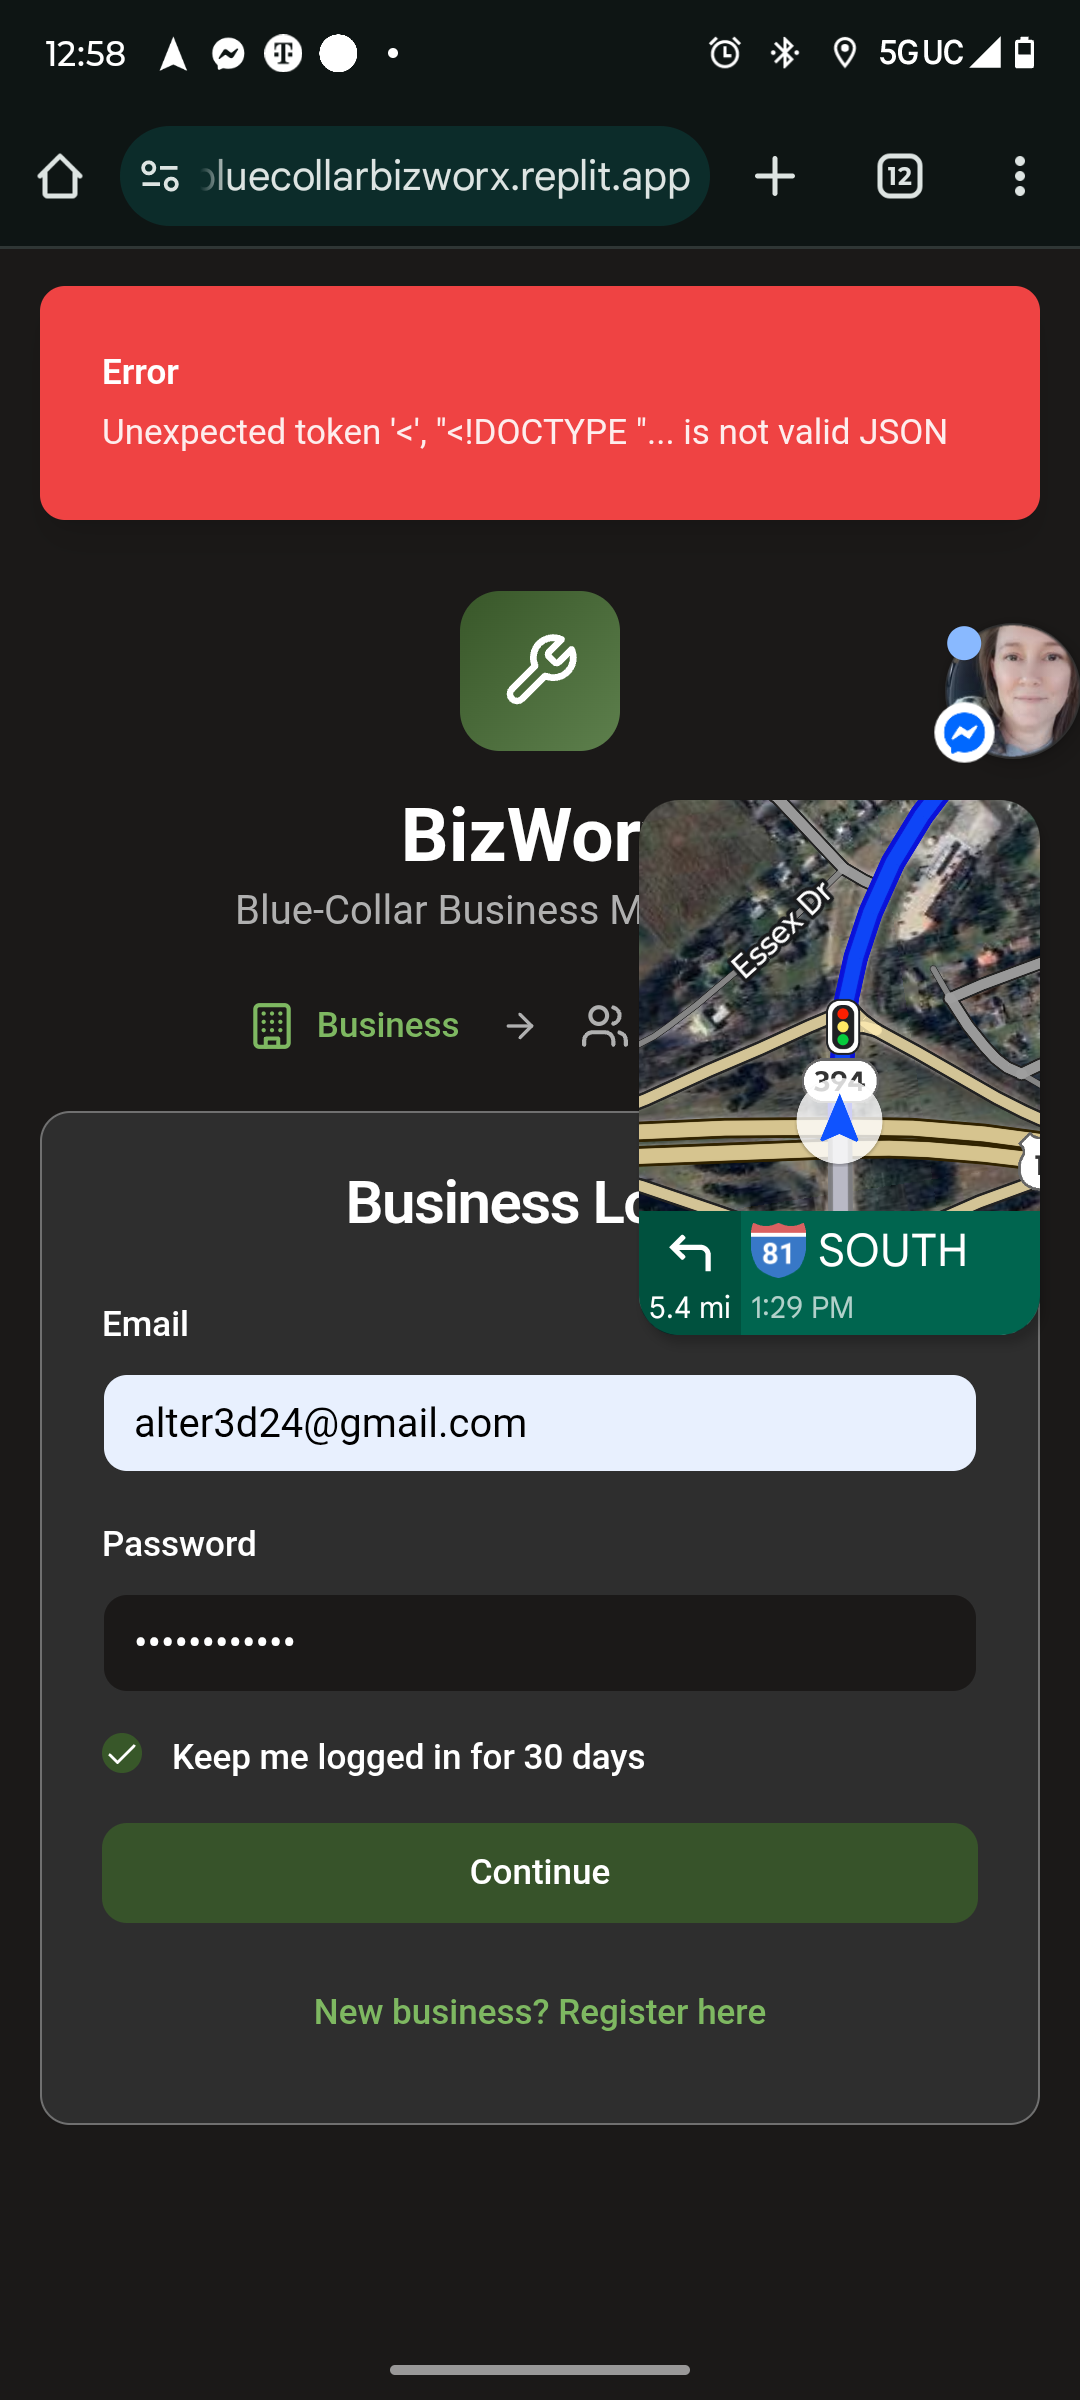 12:58
5G UC
luecollarbizworx.replit.app
12
Error
Unexpected token '<', "<!DOCTYPE "... is not valid JSON
BizWor
Blue-Collar Business M
Business
Essex Dr
394
Business Lo
81 SOUTH
5.4 mi 1:29 PM
Email
alter3d24@gmail.com
Password
••••••••••••
Keep me logged in for 30 days
Continue
New business? Register here